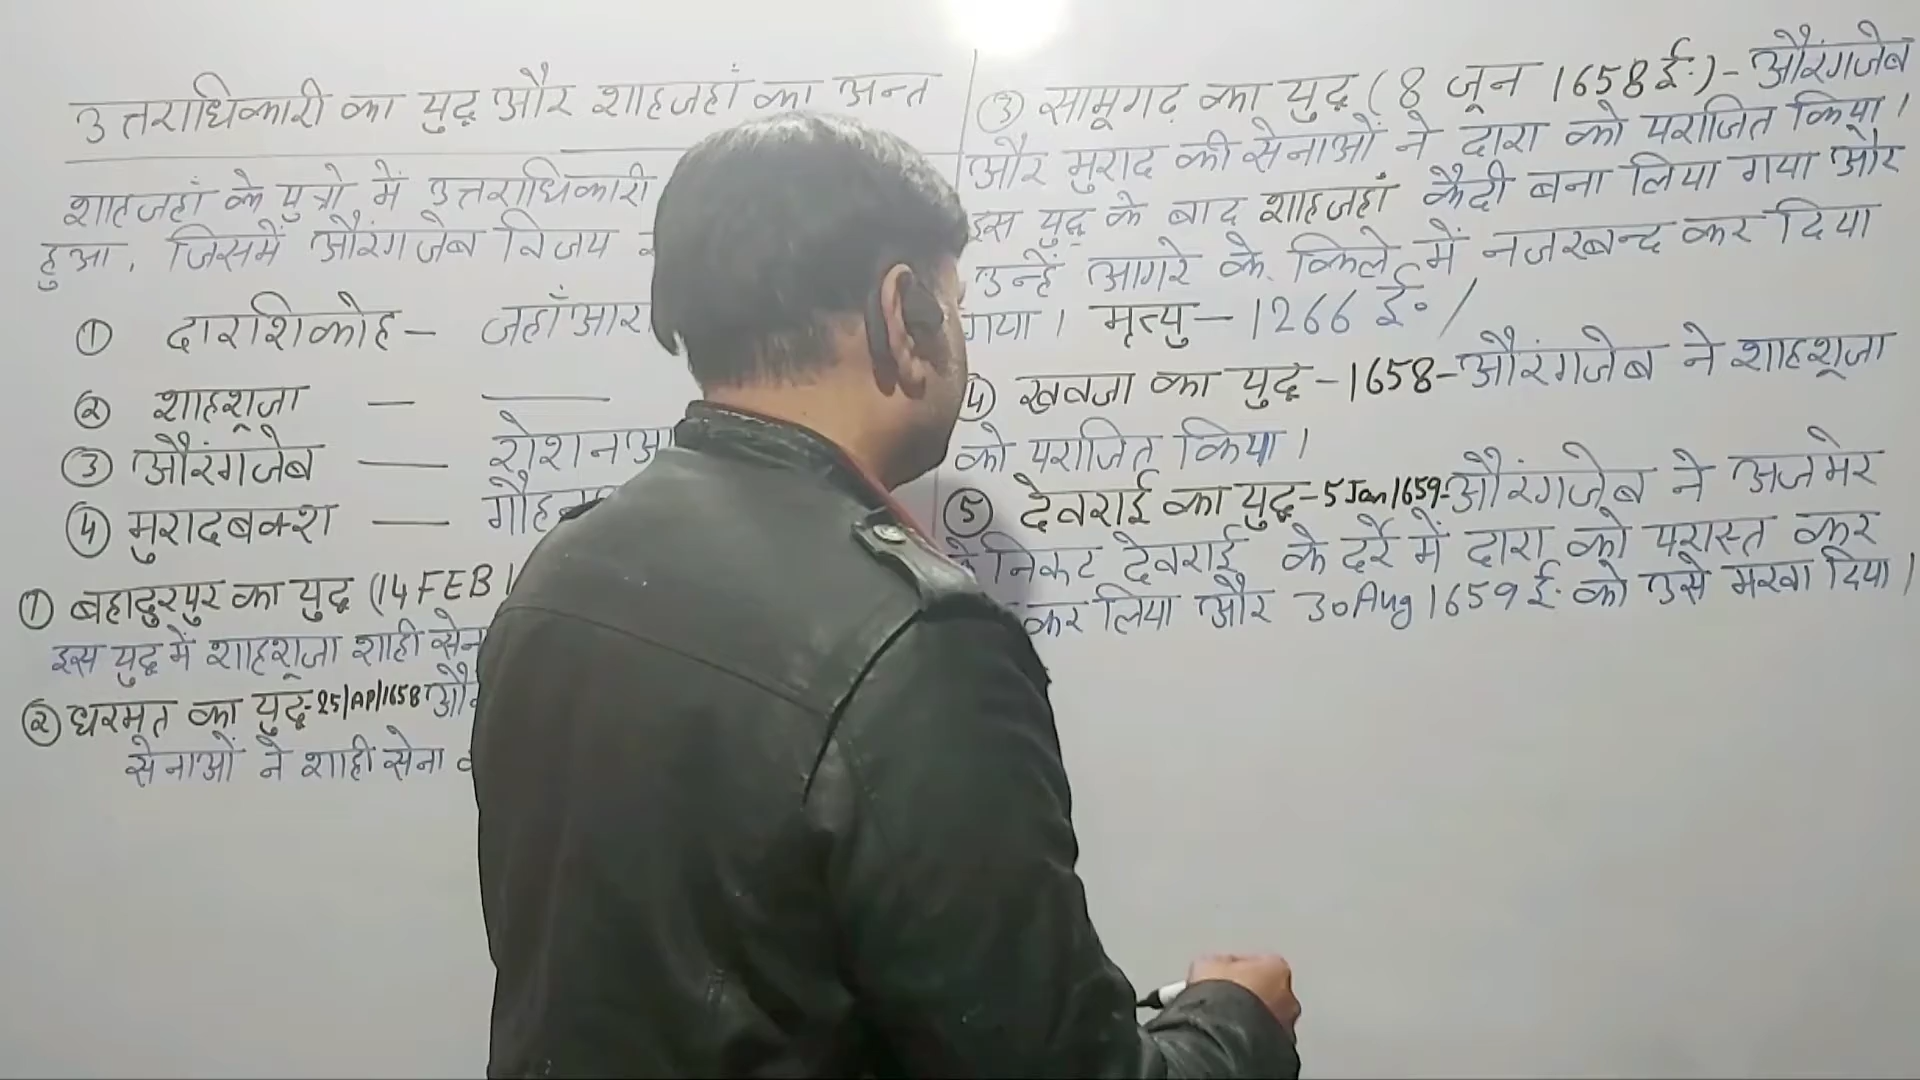 उत्तराधिकारी का युद्ध और शाहजहां का अन्त
शाहजहां के पुत्रो में उत्तराधिकारी
हुआ, जिसमें औरंगजेब विजय
① दाराशिकोह – जहाँआरा
② शाहशूजा — ——
③ औरंगजेब — रोशनआ
④ मुरादबक्श — गौह
① बहादुरपुर का युद्ध (14 FEB
इस युद्ध में शाहशूजा शाही सेना
② धरमत का युद्ध-25/AP/1658 औ
सेनाओं ने शाही सेना
③ सामूगढ़ का युद्ध (8 जून 1658 ई.)- औरंगजेब
और मुराद की सेनाओं ने दारा को पराजित किया।
इस युद्ध के बाद शाहजहां कैदी बना लिया गया और
उन्हें आगरे के किले में नजरबन्द कर दिया
गया। मृत्यु – 1266 ई० /
④ खवजा का युद्ध – 1658 – औरंगजेब ने शाहशूजा
को पराजित किया।
⑤ देवराई का युद्ध-5 Jan 1659-औरंगजेब ने अजमेर
के निकट देवराई के दर्रे में दारा को परास्त कर
कर लिया और 30 Aug 1659 ई. को उसे मरवा दिया।